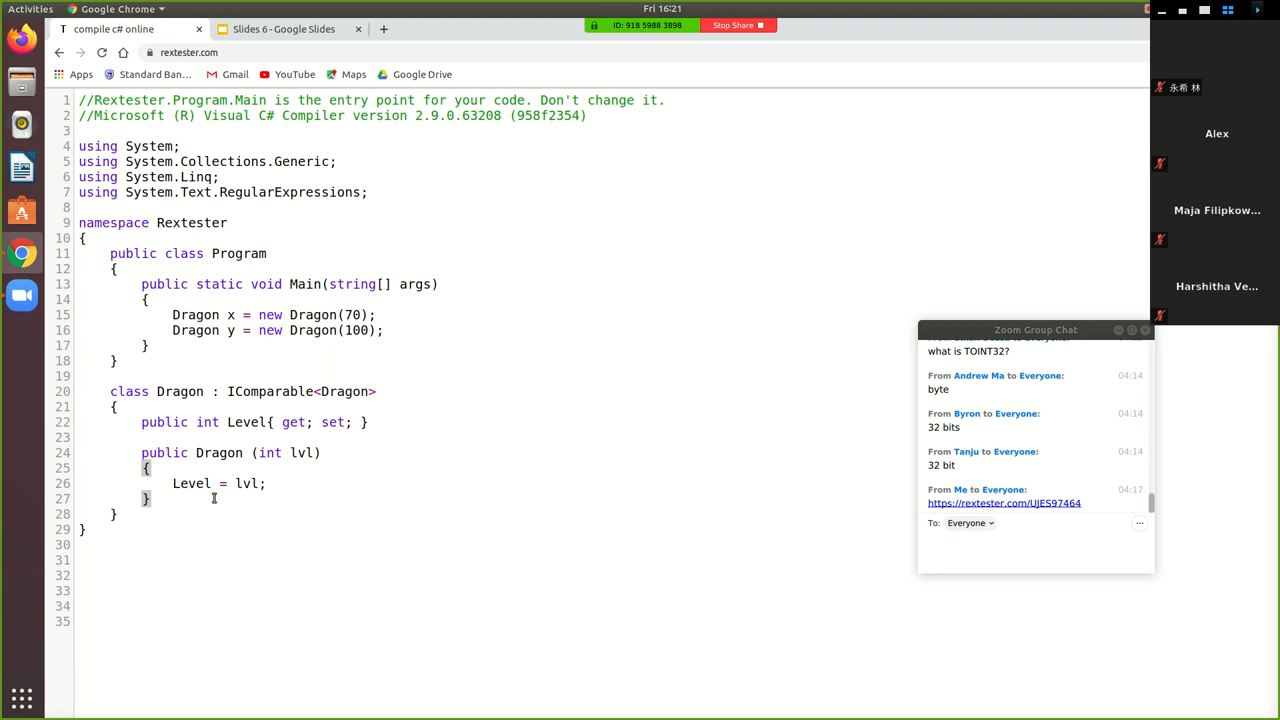 Activities
Google Chrome
Fri 16:21
compile c# online
Slides 6 - Google Slides
ID: 918 5988 3898
Stop Share
rextester.com
Apps
Standard Ban...
Gmail
YouTube
Maps
Google Drive
1 //Rextester.Program.Main is the entry point for your code. Don't change it.
2 //Microsoft (R) Visual C# Compiler version 2.9.0.63208 (958f2354)
3
4 using System;
5 using System.Collections.Generic;
6 using System.Linq;
7 using System.Text.RegularExpressions;
8
9 namespace Rextester
10 {
11 public class Program
12 {
13 public static void Main(string[] args)
14 {
15 Dragon x = new Dragon(70);
16 Dragon y = new Dragon(100);
17 }
18 }
19
20 class Dragon : IComparable<Dragon>
21 {
22 public int Level{ get; set; }
23
24 public Dragon (int lvl)
25 {
26 Level = lvl;
27 }
28 }
29 }
30
31
32
33
34
35
永希 林
Alex
Maja Filipkow...
Harshitha Ve...
Zoom Group Chat
what is TOINT32?
From Andrew Ma to Everyone: 04:14
byte
From Byron to Everyone: 04:14
32 bits
From Tanju to Everyone: 04:14
32 bit
From Me to Everyone: 04:17
https://rextester.com/UJES97464
To: Everyone
...